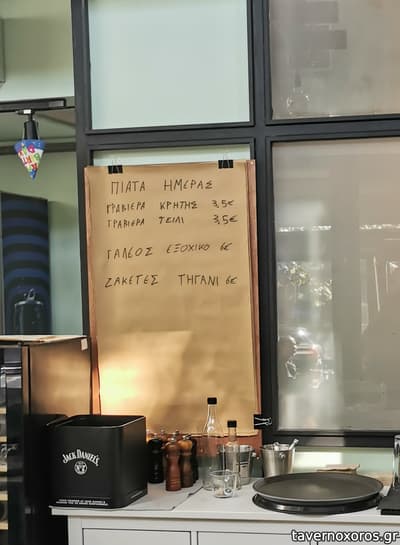 ΠΙΑΤΑ ΗΜΕΡΑΣ
ΓΡΑΒΙΕΡΑ ΚΡΗΤΗΣ 3,5€
ΓΡΑΒΙΕΡΑ ΤΣΙΛΙ 3,5€
ΓΑΛΕΟΣ ΕΞΟΧΙΚΟ 6€
ΖΑΚΕΤΕΣ ΤΗΓΑΝΙ 6€
JACK DANIEL'S
tavernoxoros.gr